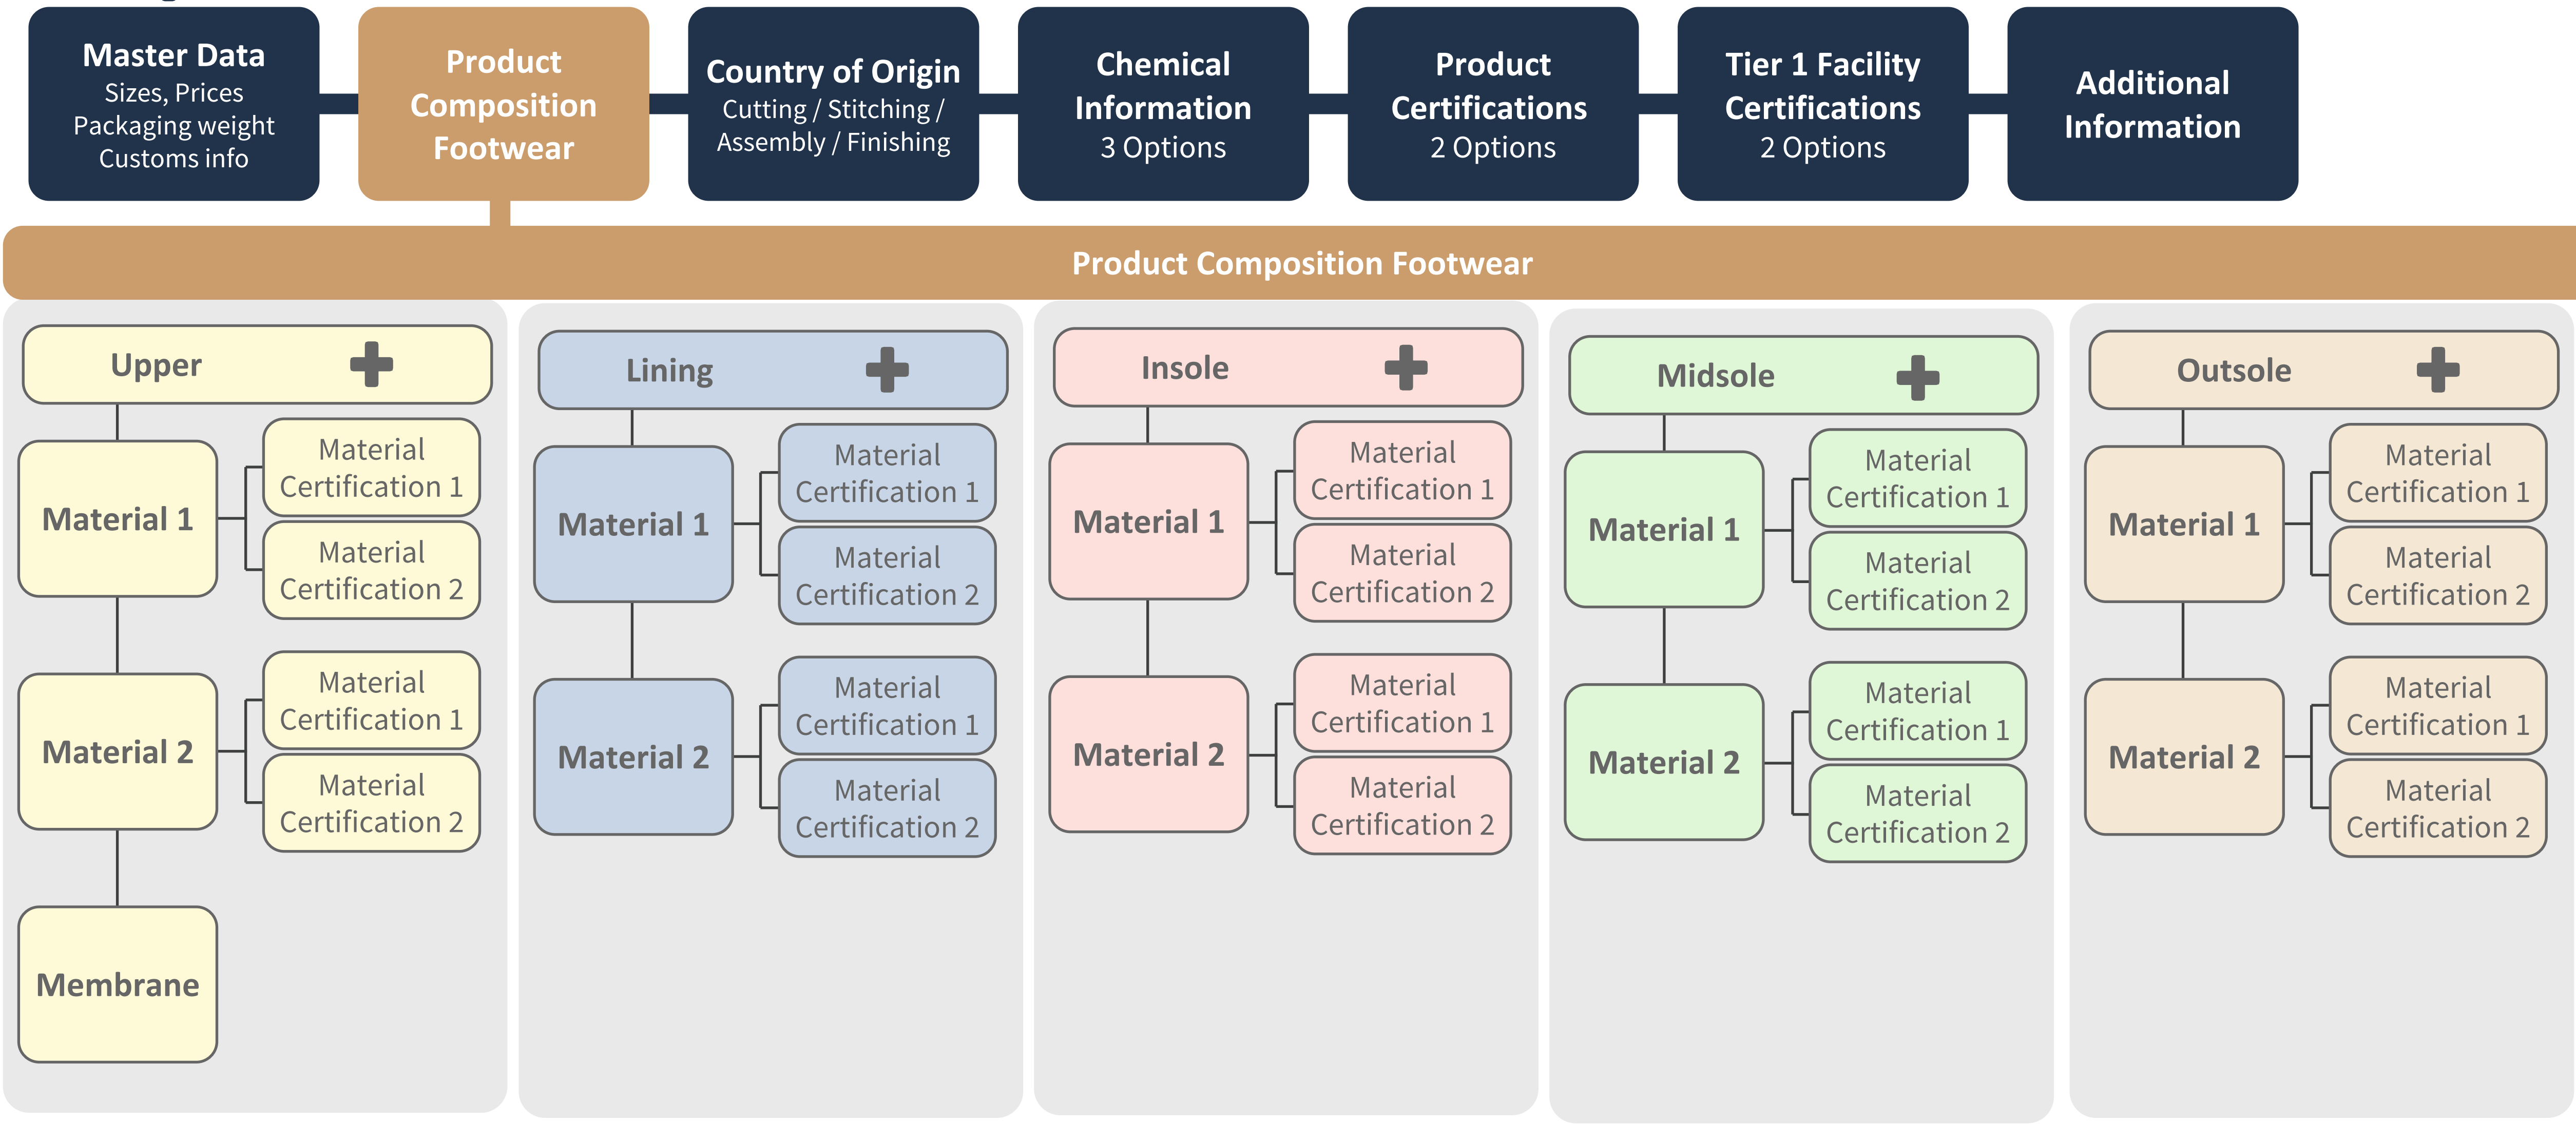 Master Data
Sizes, Prices
Packaging weight
Customs info
Product
Composition
Footwear
Country of Origin
Cutting / Stitching /
Assembly / Finishing
Chemical
Information
3 Options
Product
Certifications
2 Options
Tier 1 Facility
Certifications
2 Options
Additional
Information
Product Composition Footwear
Upper
Material 1
Material
Certification 1
Material
Certification 2
Material 2
Material
Certification 1
Material
Certification 2
Membrane
Lining
Material 1
Material
Certification 1
Material
Certification 2
Material 2
Material
Certification 1
Material
Certification 2
Insole
Material 1
Material
Certification 1
Material
Certification 2
Material 2
Material
Certification 1
Material
Certification 2
Midsole
Material 1
Material
Certification 1
Material
Certification 2
Material 2
Material
Certification 1
Material
Certification 2
Outsole
Material 1
Material
Certification 1
Material
Certification 2
Material 2
Material
Certification 1
Material
Certification 2